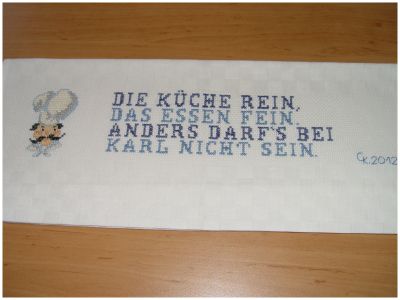 DIE KÜCHE REIN,
DAS ESSEN FEIN.
ANDERS DARF'S BEI
KARL NICHT SEIN.
CK.2012